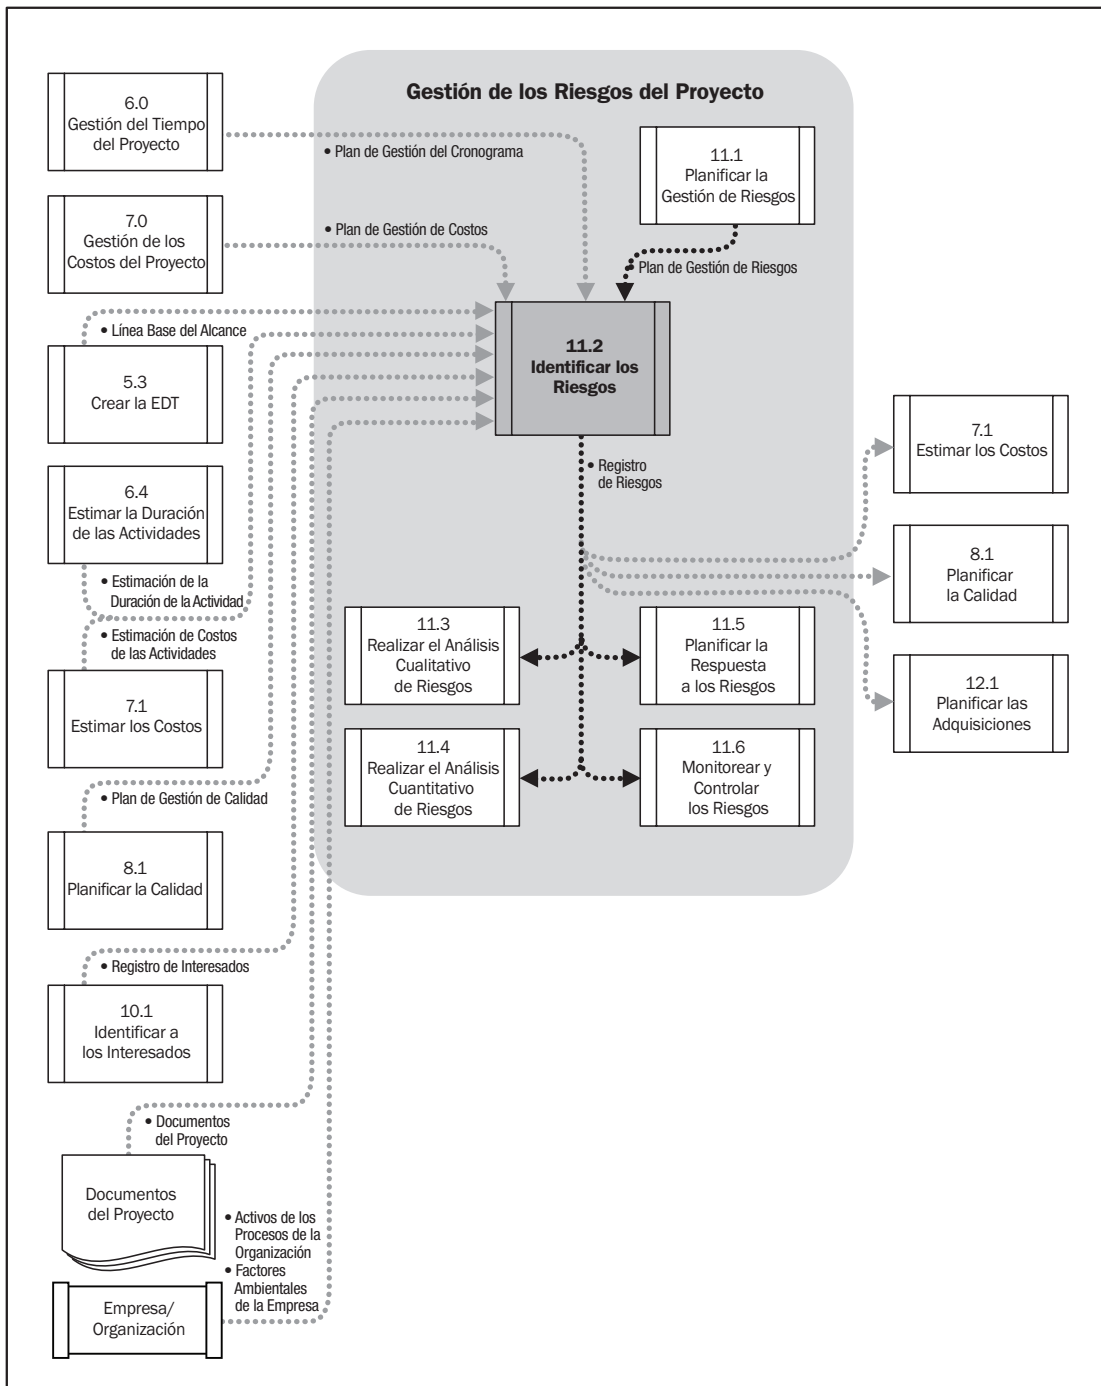 Gestión de los Riesgos del Proyecto
6.0
Gestión del Tiempo
del Proyecto
• Plan de Gestión del Cronograma
11.1
Planificar la
Gestión de Riesgos
7.0
Gestión de los
Costos del Proyecto
• Plan de Gestión de Costos
• Plan de Gestión de Riesgos
• Línea Base del Alcance
11.2
Identificar los
Riesgos
5.3
Crear la EDT
7.1
Estimar los Costos
• Registro
de Riesgos
6.4
Estimar la Duración
de las Actividades
8.1
Planificar
la Calidad
• Estimación de la
Duración de la Actividad
• Estimación de Costos
de las Actividades
11.3
Realizar el Análisis
Cualitativo
de Riesgos
11.5
Planificar la
Respuesta
a los Riesgos
12.1
Planificar las
Adquisiciones
7.1
Estimar los Costos
11.4
Realizar el Análisis
Cuantitativo
de Riesgos
11.6
Monitorear y
Controlar
los Riesgos
• Plan de Gestión de Calidad
8.1
Planificar la Calidad
• Registro de Interesados
10.1
Identificar a
los Interesados
• Documentos
del Proyecto
Documentos
del Proyecto
• Activos de los
Procesos de la
Organización
• Factores
Ambientales
de la Empresa
Empresa/
Organización